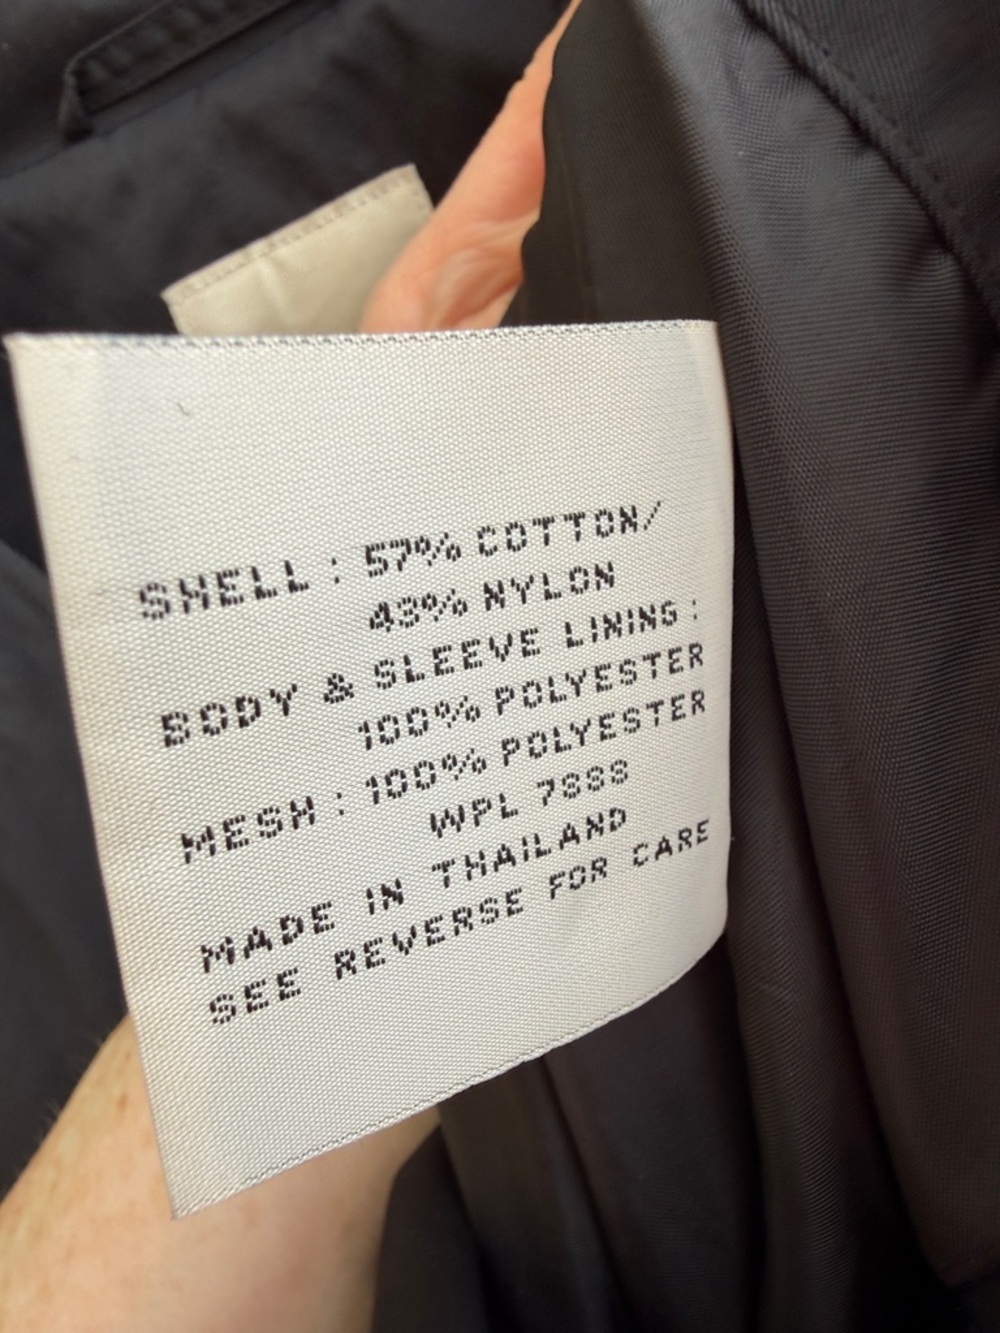 SHELL : 57% COTTON/
43% NYLON
BODY & SLEEVE LINING :
100% POLYESTER
MESH : 100% POLYESTER
WPL 7888
MADE IN THAILAND
SEE REVERSE FOR CARE